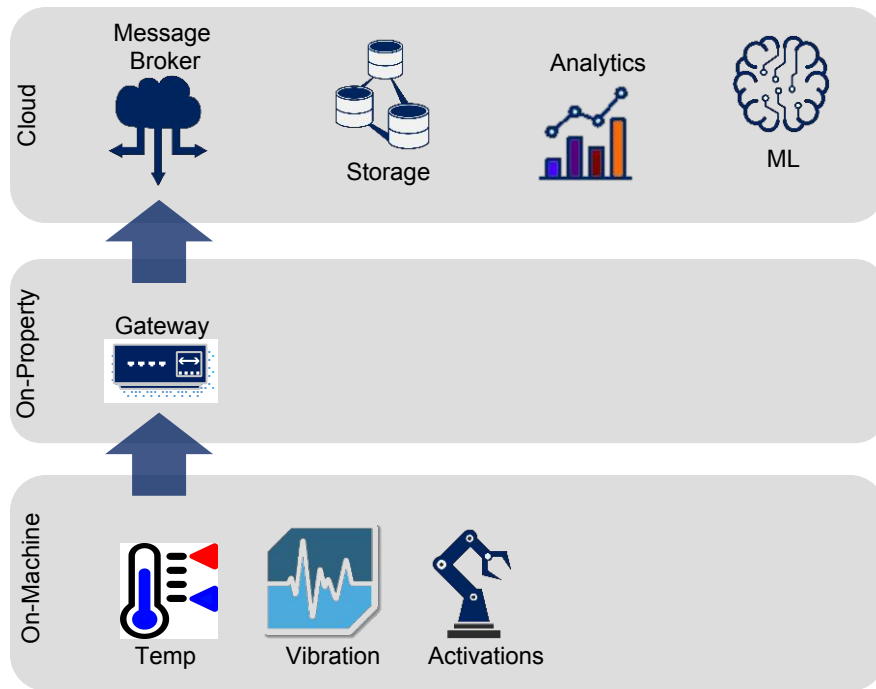 Cloud
Message
Broker
Storage
Analytics
ML
On-Property
Gateway
On-Machine
Temp
Vibration
Activations